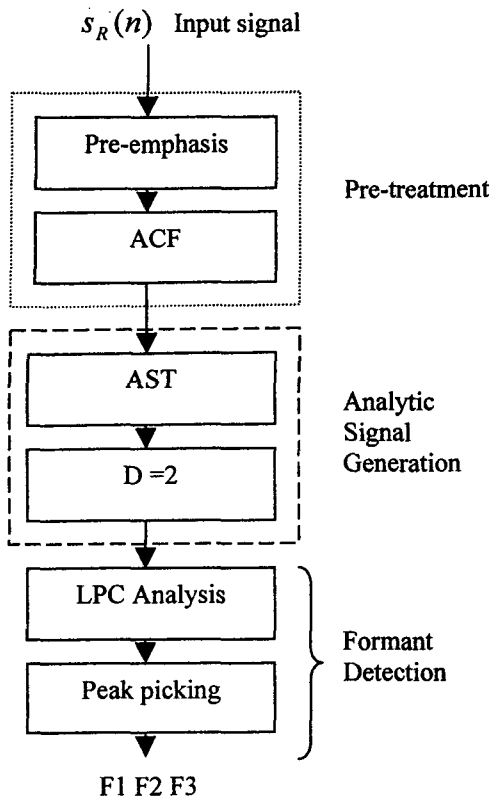 s_R(n) Input signal
Pre-emphasis
Pre-treatment
ACF
AST
Analytic
Signal
Generation
D =2
LPC Analysis
Formant
Detection
Peak picking
F1 F2 F3